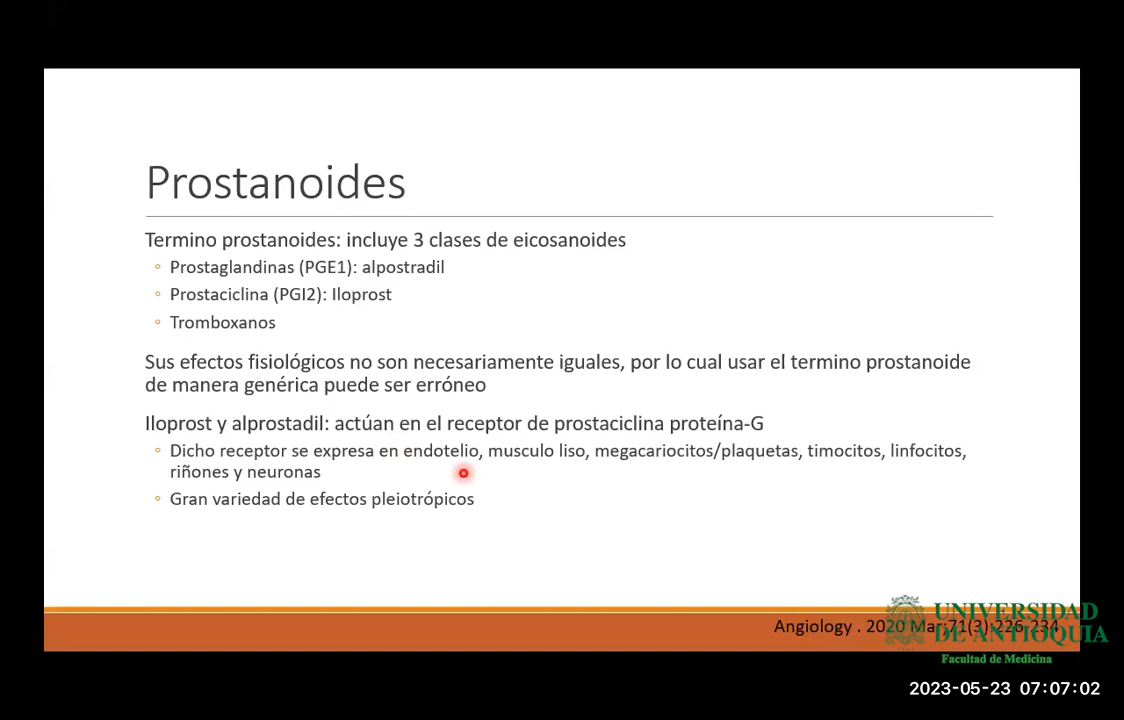 Prostanoides
Termino prostanoides: incluye 3 clases de eicosanoides
Prostaglandinas (PGE1): alpostradil
Prostaciclina (PGI2): Iloprost
Tromboxanos
Sus efectos fisiológicos no son necesariamente iguales, por lo cual usar el termino prostanoide
de manera genérica puede ser erróneo
Iloprost y alprostadil: actúan en el receptor de prostaciclina proteína-G
Dicho receptor se expresa en endotelio, musculo liso, megacariocitos/plaquetas, timocitos, linfocitos,
riñones y neuronas
Gran variedad de efectos pleiotrópicos
Angiology . 2020 Mar;71(3):226-234
UNIVERSIDAD
DE ANTIOQUIA
Facultad de Medicina
2023-05-23 07:07:02